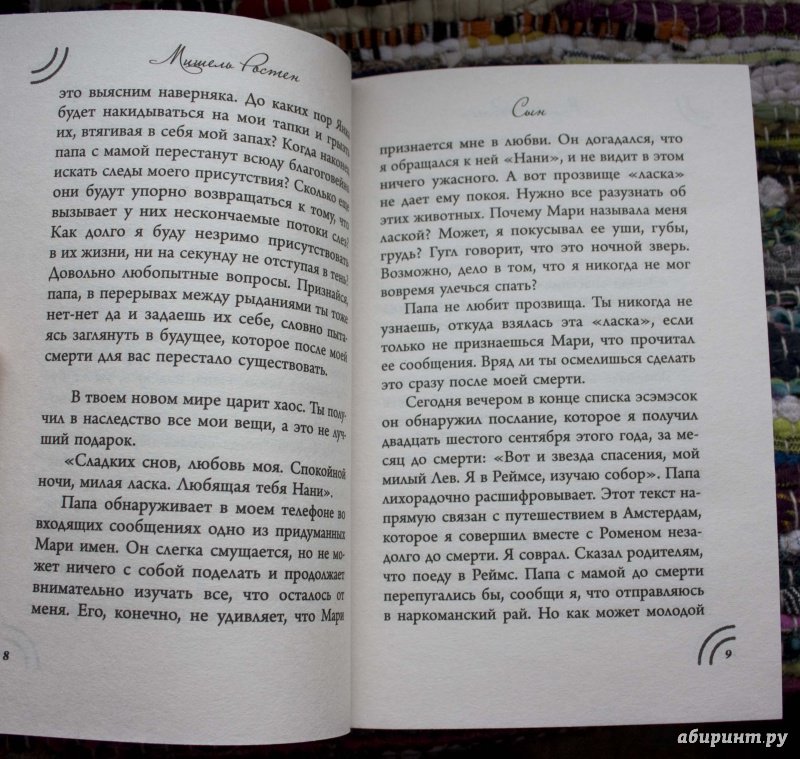 Мишель Ростен
это выясним наверняка. До каких пор Янка
будет накидываться на мои тапки и грызть
их, втягивая в себя мой запах? Когда наконец
папа с мамой перестанут всюду благоговейно
искать следы моего присутствия? Сколько еще
они будут упорно возвращаться к тому, что
вызывает у них нескончаемые потоки слез?
Как долго я буду незримо присутствовать
в их жизни, ни на секунду не отступая в тень?
Довольно любопытные вопросы. Признайся,
папа, в перерывах между рыданиями ты тоже
нет-нет да и задаешь их себе, словно пыта-
ясь заглянуть в будущее, которое после моей
смерти для вас перестало существовать.
В твоем новом мире царит хаос. Ты полу-
чил в наследство все мои вещи, а это не луч-
ший подарок.
«Сладких снов, любовь моя. Спокойной
ночи, милая ласка. Любящая тебя Нани».
Папа обнаруживает в моем телефоне во
входящих сообщениях одно из придуманных
Мари имен. Он слегка смущается, но не мо-
жет ничего с собой поделать и продолжает
внимательно изучать все, что осталось от
меня. Его, конечно, не удивляет, что Мари
8
Сын
признается мне в любви. Он догадался, что
я обращался к ней «Нани», и не видит в этом
ничего ужасного. А вот прозвище «ласка»
не дает ему покоя. Нужно все разузнать об
этих животных. Почему Мари называла меня
лаской? Может, я покусывал ее уши, губы,
грудь? Гугл говорит, что это ночной зверь.
Возможно, дело в том, что я никогда не мог
вовремя улечься спать?
Папа не любит прозвища. Ты никогда не
узнаешь, откуда взялась эта «ласка», если
только не признаешься Мари, что прочитал
ее сообщения. Вряд ли ты осмелишься сделать
это сразу после моей смерти.
Сегодня вечером в конце списка эсэмэсок
он обнаружил послание, которое я получил
двадцать шестого сентября этого года, за ме-
сяц до смерти: «Вот и звезда спасения, мой
милый Лев. Я в Реймсе, изучаю собор». Папа
лихорадочно расшифровывает. Этот текст на-
прямую связан с путешествием в Амстердам,
которое я совершил вместе с Роменом неза-
долго до смерти. Я соврал. Сказал родителям,
что поеду в Реймс. Папа с мамой до смерти
перепугались бы, сообщи я, что отправляюсь
в наркоманский рай. Но как может молодой
9
абиринт.ру